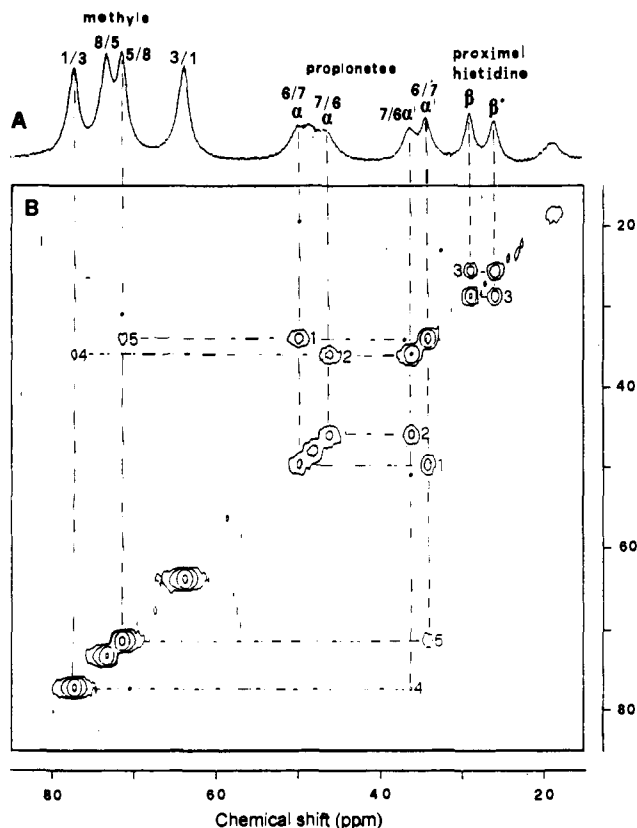 methyls
1/3 8/5 5/8 3/1
propionates
6/7 α 7/6 α 7/6α 6/7 α
proximal histidine
β β'
A
B
20
3 3
1 5
2 4
40
2
1
60
5
4
80
80 60 40 20
Chemical shift (ppm)